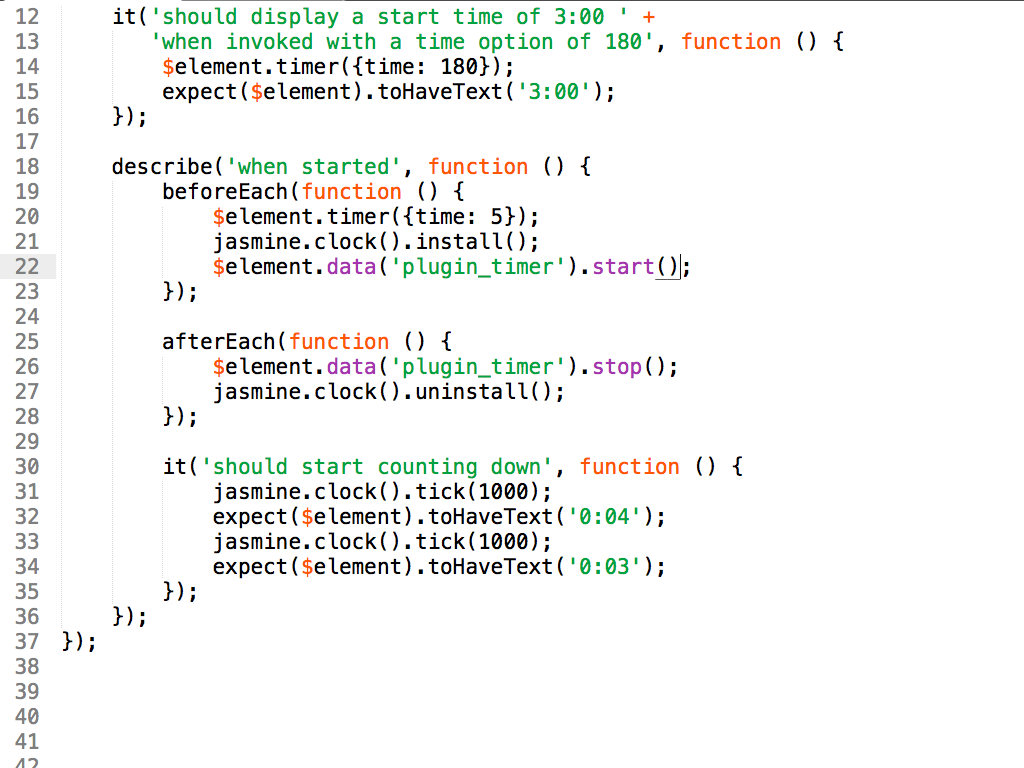 12 it('should display a start time of 3:00 ' +
13 'when invoked with a time option of 180', function () {
14 $element.timer({time: 180});
15 expect($element).toHaveText('3:00');
16 });
17
18 describe('when started', function () {
19 beforeEach(function () {
20 $element.timer({time: 5});
21 jasmine.clock().install();
22 $element.data('plugin_timer').start();
23 });
24
25 afterEach(function () {
26 $element.data('plugin_timer').stop();
27 jasmine.clock().uninstall();
28 });
29
30 it('should start counting down', function () {
31 jasmine.clock().tick(1000);
32 expect($element).toHaveText('0:04');
33 jasmine.clock().tick(1000);
34 expect($element).toHaveText('0:03');
35 });
36 });
37 });
38
39
40
41
42